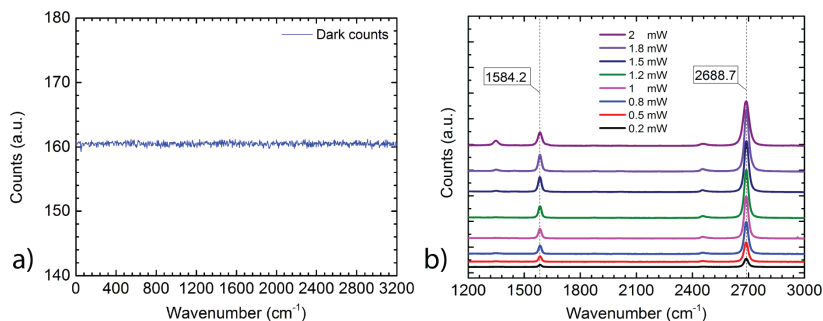 180
170
160
150
140
Counts (a.u.)
Dark counts
0 400 800 1200 1600 2000 2400 2800 3200
Wavenumber (cm⁻¹)
a)
Counts (a.u.)
2 mW
1.8 mW
1.5 mW
1.2 mW
1 mW
0.8 mW
0.5 mW
0.2 mW
1584.2
2688.7
1200 1500 1800 2100 2400 2700 3000
Wavenumber (cm⁻¹)
b)